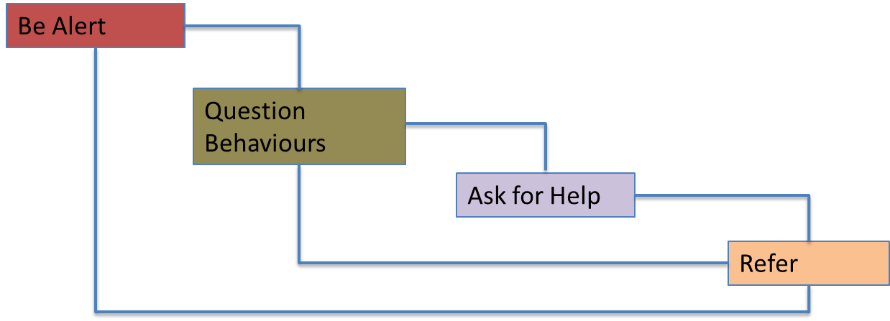 Be Alert
Question
Behaviours
Ask for Help
Refer